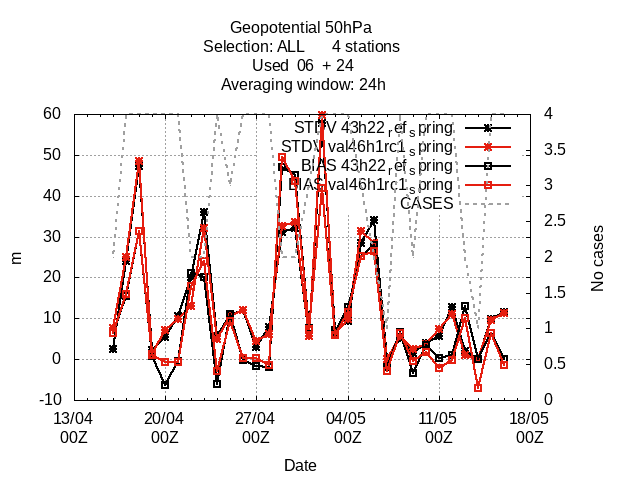 Geopotential 50hPa
Selection: ALL 4 stations
Used 06 + 24
Averaging window: 24h
STDV 43h22_ref_spring
STDV val46h1rc1_spring
BIAS 43h22_ref_spring
BIAS val46h1rc1_spring
CASES
60
50
40
30
20
10
0
-10
m
4
3.5
3
2.5
2
1.5
1
0.5
0
No cases
13/04 20/04 27/04 04/05 11/05 18/05
00Z 00Z 00Z 00Z 00Z 00Z
Date